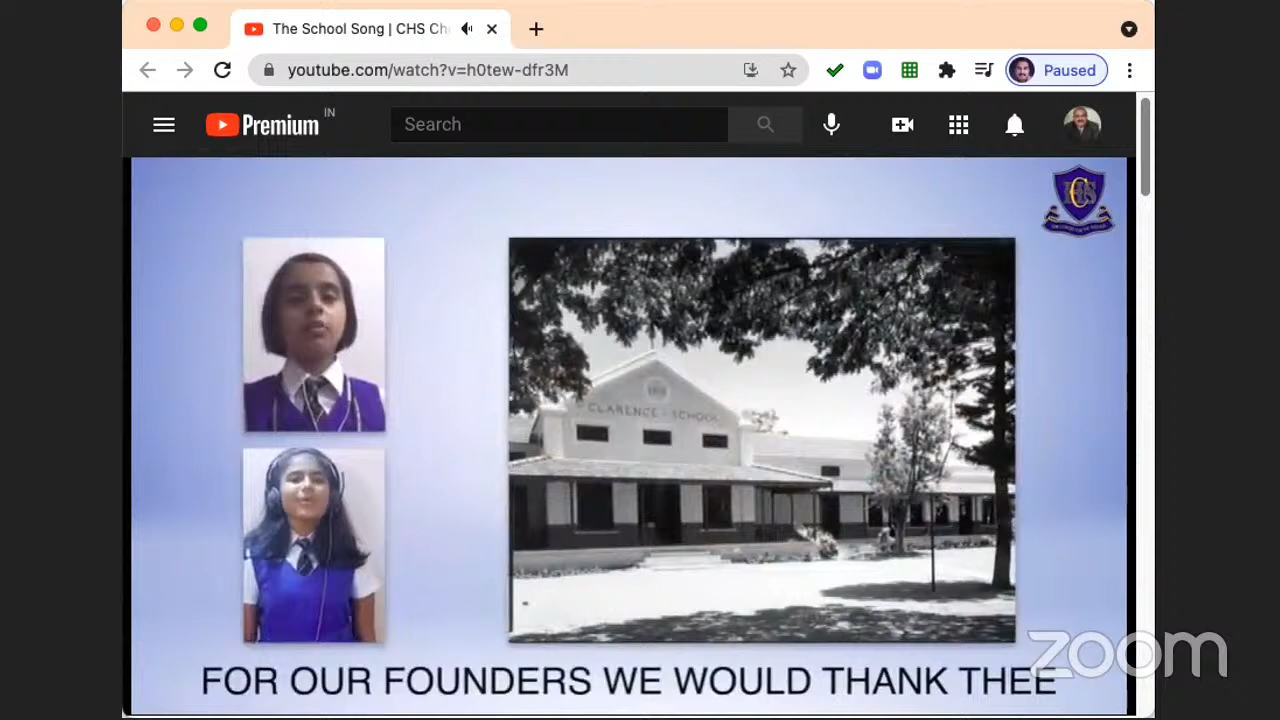 The School Song | CHS Ch
youtube.com/watch?v=h0tew-dfr3M
Paused
Premium IN
Search
CHS
CLARENCE SCHOOL
FOR OUR FOUNDERS WE WOULD THANK THEE
zoom